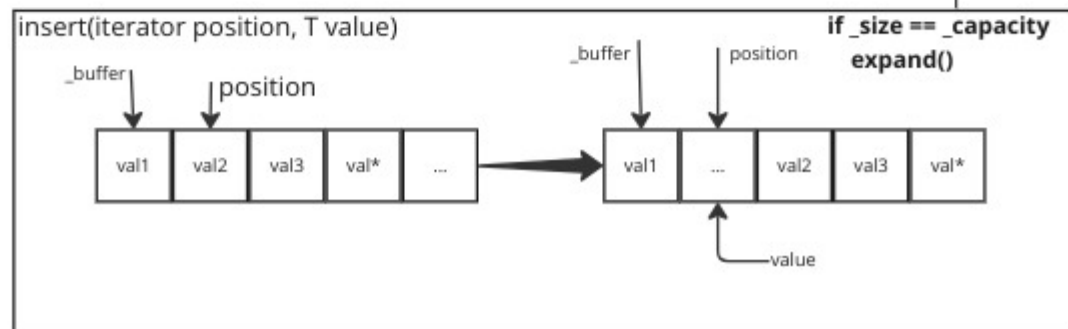 insert(iterator position, T value)
if _size == _capacity
expand()
_buffer
position
val1
val2
val3
val*
...
_buffer
position
val1
...
val2
val3
val*
value